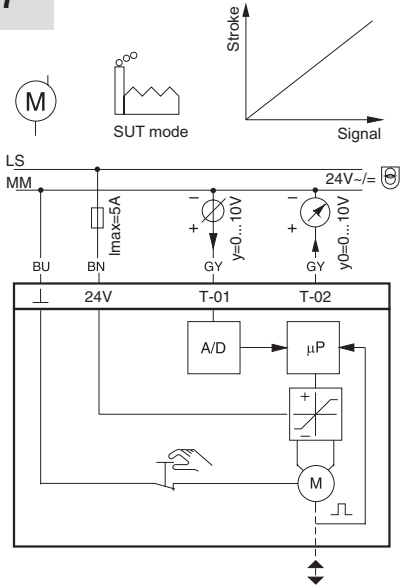 Stroke
M
SUT mode
Signal
LS
MM
24V~/=
Imax=5A
– + y=0...10V
– + y0=0...10V
BU BN GY GY
⊥ 24V T-01 T-02
A/D µP
+
–
M